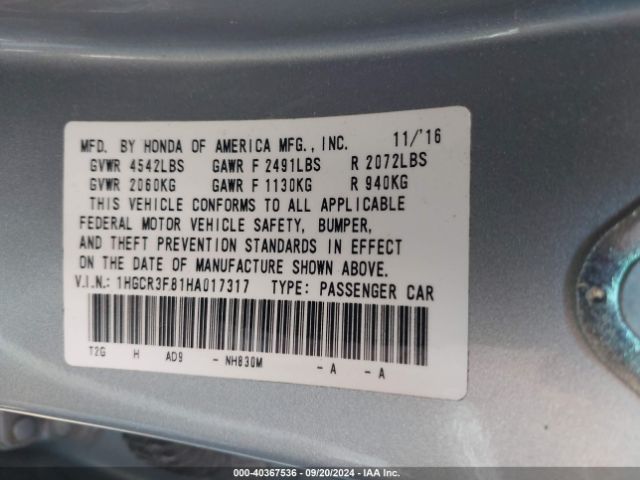 MFD. BY HONDA OF AMERICA MFG., INC. 11/'16
GVWR 4542LBS GAWR F 2491LBS R 2072LBS
GVWR 2060KG GAWR F 1130KG R 940KG
THIS VEHICLE CONFORMS TO ALL APPLICABLE
FEDERAL MOTOR VEHICLE SAFETY, BUMPER,
AND THEFT PREVENTION STANDARDS IN EFFECT
ON THE DATE OF MANUFACTURE SHOWN ABOVE.
V.I.N.: 1HGCR3F81HA017317 TYPE: PASSENGER CAR
T2G H AD9 - NH830M - A - A
00-40367536 - 09/20/2024 - IAA Inc.